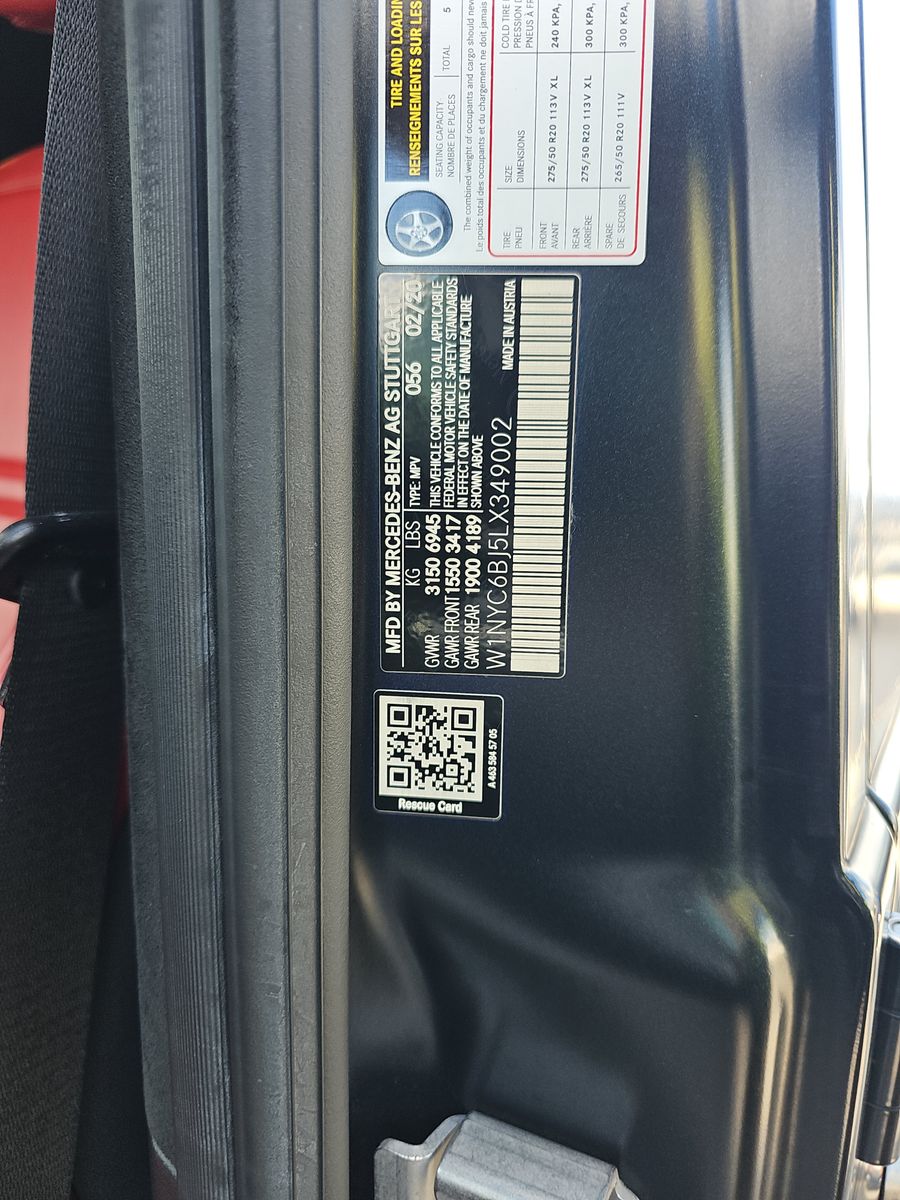 TIRE AND LOADIN
RENSEIGNEMENTS SUR LES
SEATING CAPACITY
NOMBRE DE PLACES
TOTAL 5
The combined weight of occupants and cargo should neve
Le poids total des occupants et du chargement ne doit jamais
TIRE
PNEU
SIZE
DIMENSIONS
COLD TIRE
PRESSION D
PNEUS À FR
FRONT
AVANT
275/50 R20 113V XL 240 KPA,
REAR
ARRIÈRE
275/50 R20 113V XL 300 KPA,
SPARE
DE SECOURS
265/50 R20 111V 300 KPA,
MFD BY MERCEDES-BENZ AG STUTTGART
KG LBS TYPE: MPV 056 02/20
GVWR 3150 6945 THIS VEHICLE CONFORMS TO ALL APPLICABLE
GAWR FRONT 1550 3417 FEDERAL MOTOR VEHICLE SAFETY STANDARDS
GAWR REAR 1900 4189 IN EFFECT ON THE DATE OF MANUFACTURE
SHOWN ABOVE
W1NYC6BJ5LX349002 MADE IN AUSTRIA
Rescue Card
A 463 584 57 05